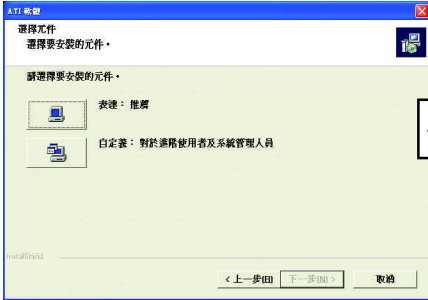 ATI 軟體
選擇元件
選擇要安裝的元件。
請選擇要安裝的元件。
表達： 推薦
自定義： 對於進階使用者及系統管理人員
InstallShield
< 上一步(B)
下一步(N) >
取消